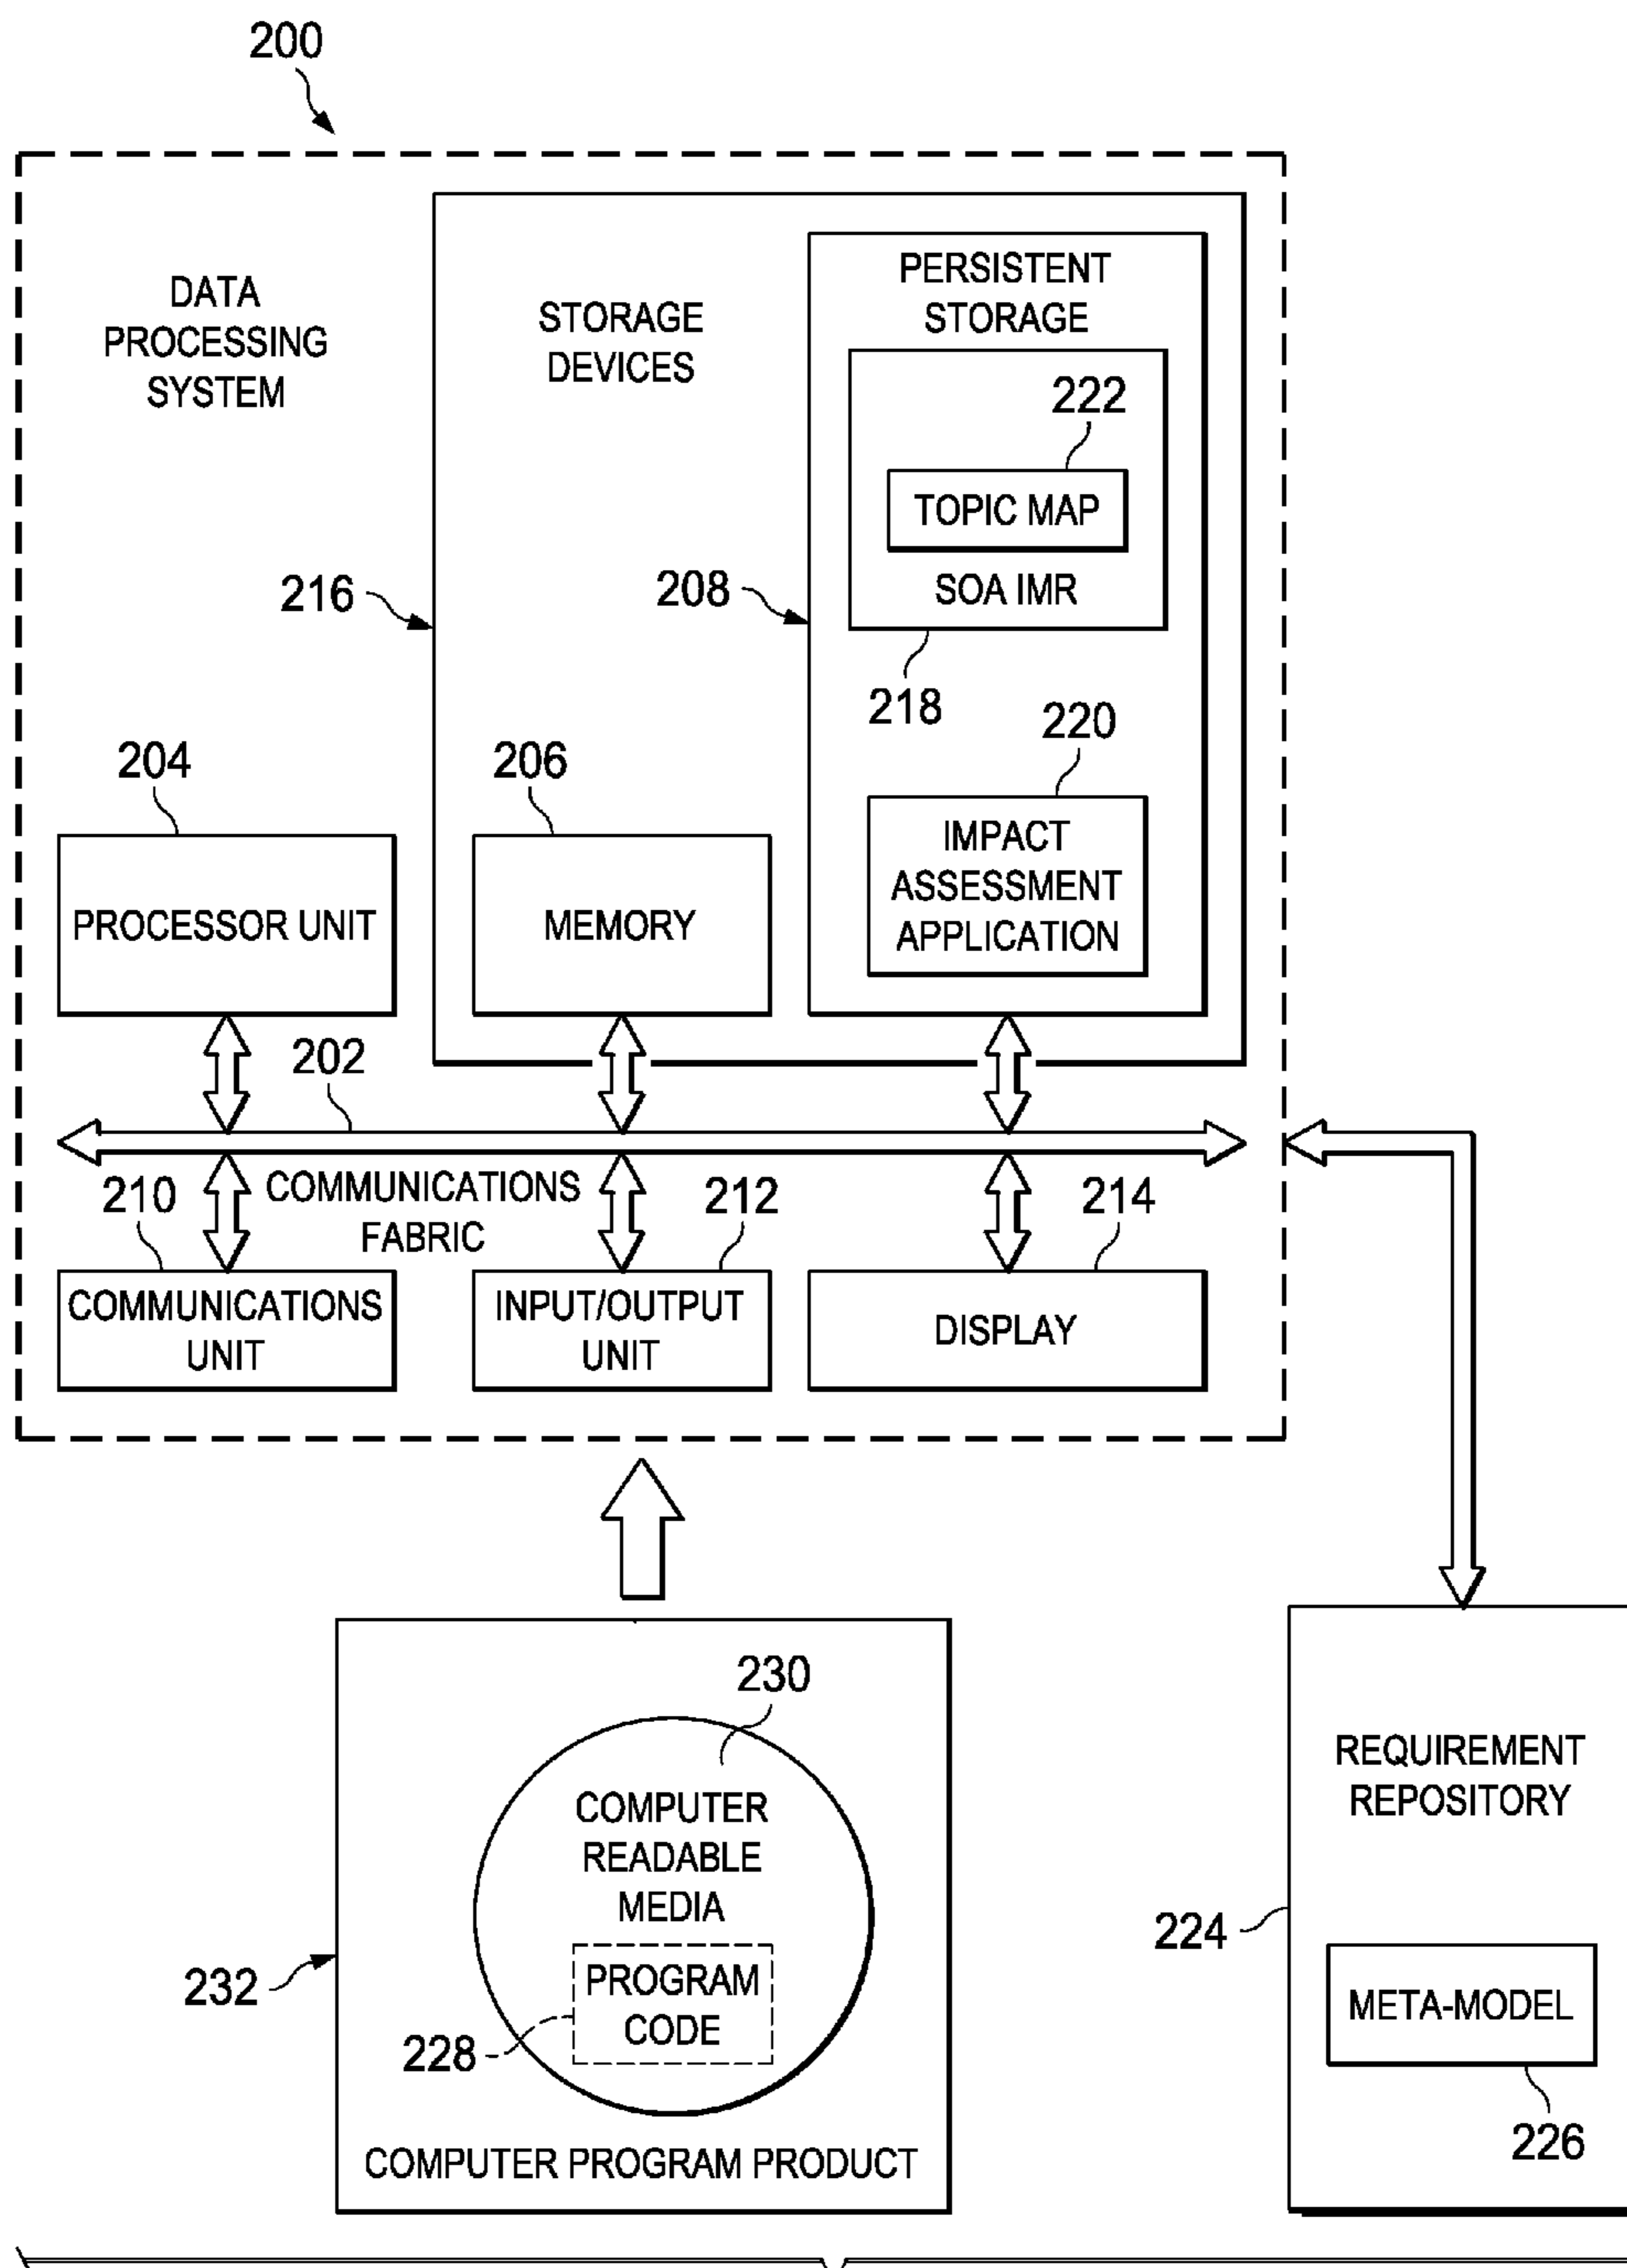 200
DATA
PROCESSING
SYSTEM
STORAGE
DEVICES
PERSISTENT
STORAGE
222
TOPIC MAP
SOA IMR
216
208
218
220
IMPACT
ASSESSMENT
APPLICATION
204
PROCESSOR UNIT
206
MEMORY
202
COMMUNICATIONS
FABRIC
210
COMMUNICATIONS
UNIT
212
INPUT/OUTPUT
UNIT
214
DISPLAY
230
COMPUTER
READABLE
MEDIA
PROGRAM
CODE
228
232
COMPUTER PROGRAM PRODUCT
REQUIREMENT
REPOSITORY
224
META-MODEL
226